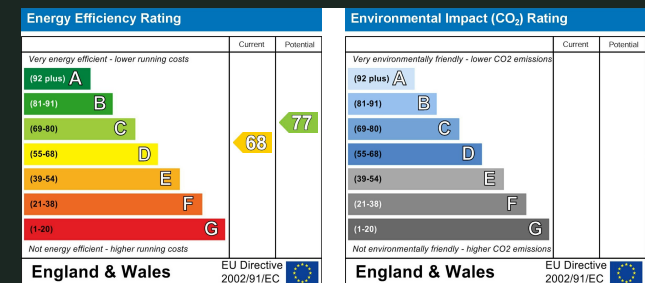 Energy Efficiency Rating
Current Potential
Very energy efficient - lower running costs
(92 plus) A
(81-91) B
(69-80) C
(55-68) D
(39-54) E
(21-38) F
(1-20) G
68
77
Not energy efficient - higher running costs
England & Wales
EU Directive
2002/91/EC
Environmental Impact (CO₂) Rating
Current Potential
Very environmentally friendly - lower CO2 emissions
(92 plus) A
(81-91) B
(69-80) C
(55-68) D
(39-54) E
(21-38) F
(1-20) G
Not environmentally friendly - higher CO2 emissions
England & Wales
EU Directive
2002/91/EC